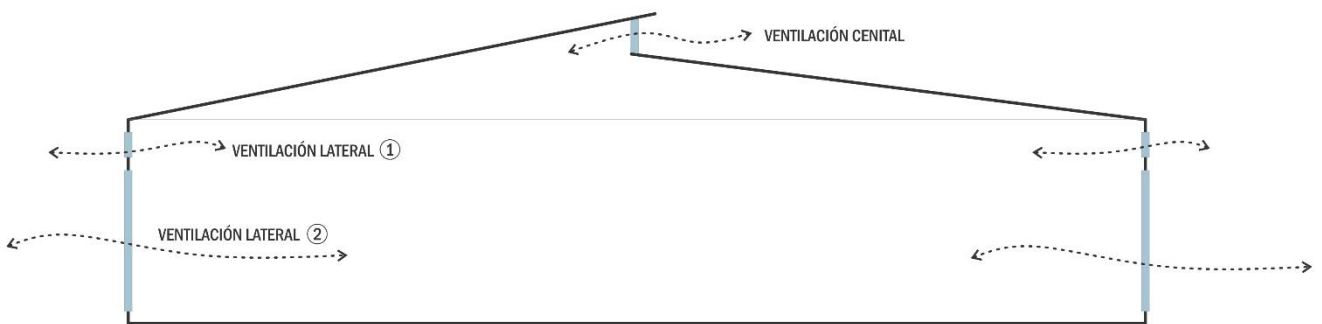 VENTILACIÓN CENITAL
VENTILACIÓN LATERAL ①
VENTILACIÓN LATERAL ②